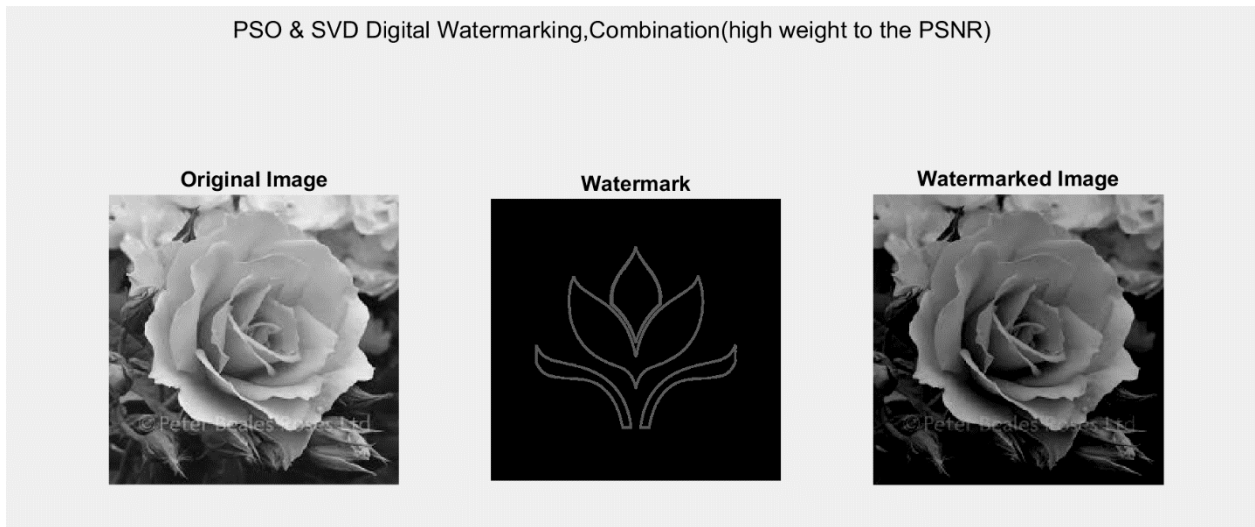 PSO & SVD Digital Watermarking,Combination(high weight to the PSNR)
Original Image
Watermark
Watermarked Image
© Peter Beales Roses Ltd
© Peter Beales Roses Ltd